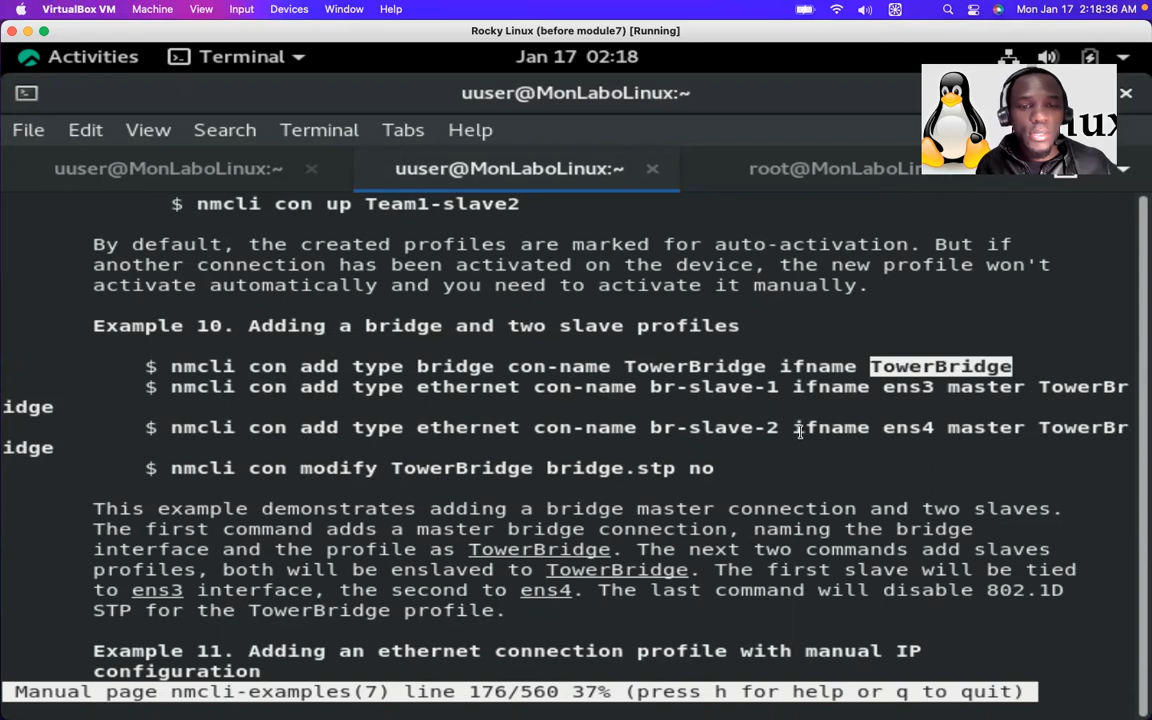 VirtualBox VM Machine View Input Devices Window Help Mon Jan 17 2:18:36 AM
Rocky Linux (before module7) [Running]
Activities Terminal Jan 17 02:18
uuser@MonLaboLinux:~
File Edit View Search Terminal Tabs Help
uuser@MonLaboLinux:~ uuser@MonLaboLinux:~ root@MonLaboLin
ux
$ nmcli con up Team1-slave2
By default, the created profiles are marked for auto-activation. But if
another connection has been activated on the device, the new profile won't
activate automatically and you need to activate it manually.
Example 10. Adding a bridge and two slave profiles
$ nmcli con add type bridge con-name TowerBridge ifname TowerBridge
$ nmcli con add type ethernet con-name br-slave-1 ifname ens3 master TowerBr
idge
$ nmcli con add type ethernet con-name br-slave-2 ifname ens4 master TowerBr
idge
$ nmcli con modify TowerBridge bridge.stp no
This example demonstrates adding a bridge master connection and two slaves.
The first command adds a master bridge connection, naming the bridge
interface and the profile as TowerBridge. The next two commands add slaves
profiles, both will be enslaved to TowerBridge. The first slave will be tied
to ens3 interface, the second to ens4. The last command will disable 802.1D
STP for the TowerBridge profile.
Example 11. Adding an ethernet connection profile with manual IP
configuration
Manual page nmcli-examples(7) line 176/560 37% (press h for help or q to quit)